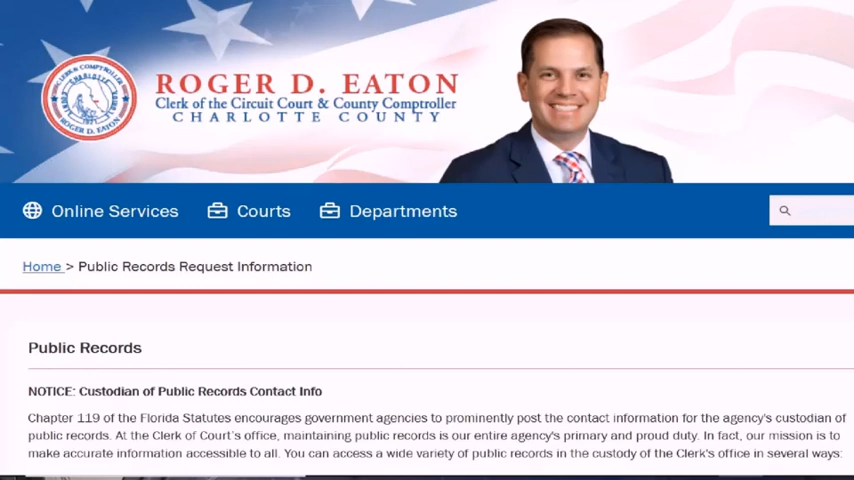 CLERK & COMPTROLLER
ROGER D. EATON
ROGER D. EATON
Clerk of the Circuit Court & County Comptroller
CHARLOTTE COUNTY
Online Services
Courts
Departments
Home > Public Records Request Information
Public Records
NOTICE: Custodian of Public Records Contact Info
Chapter 119 of the Florida Statutes encourages government agencies to prominently post the contact information for the agency's custodian of
public records. At the Clerk of Court's office, maintaining public records is our entire agency's primary and proud duty. In fact, our mission is to
make accurate information accessible to all. You can access a wide variety of public records in the custody of the Clerk's office in several ways: